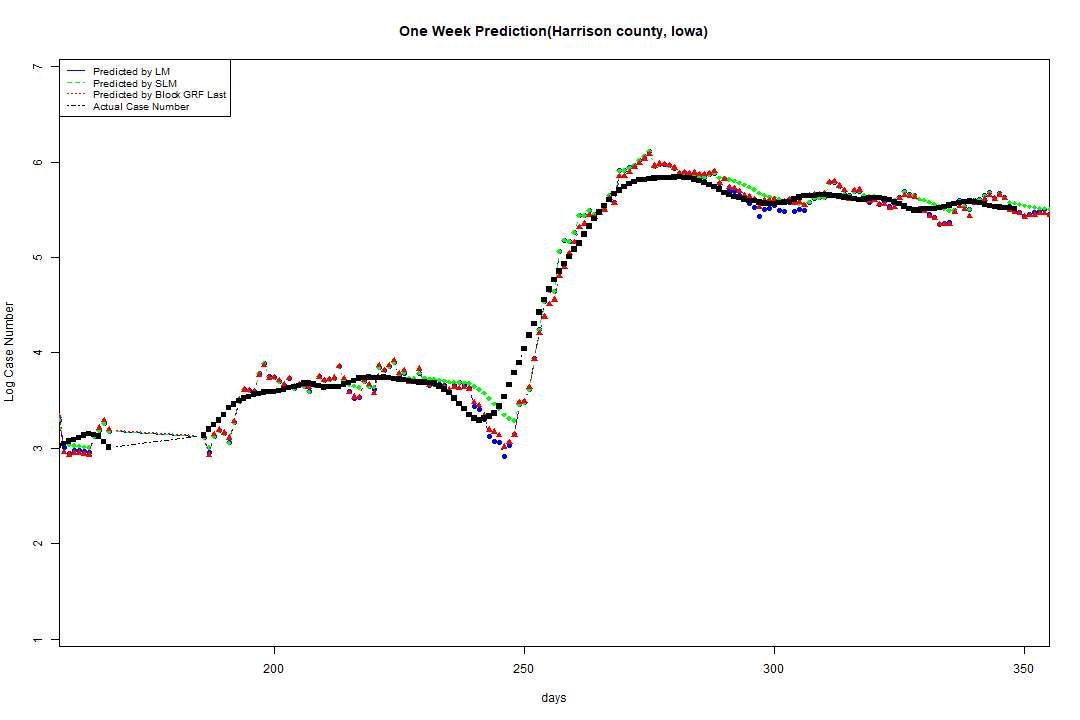 One Week Prediction(Harrison county, Iowa)
Predicted by LM
Predicted by SLM
Predicted by Block GRF Last
Actual Case Number
7
6
5
4
3
2
1
Log Case Number
200 250 300 350
days